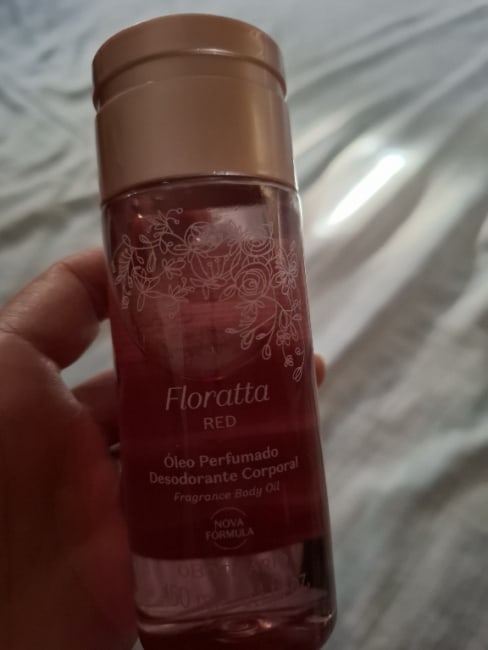 Floratta
RED
Óleo Perfumado
Desodorante Corporal
Fragrance Body Oil
NOVA
FÓRMULA